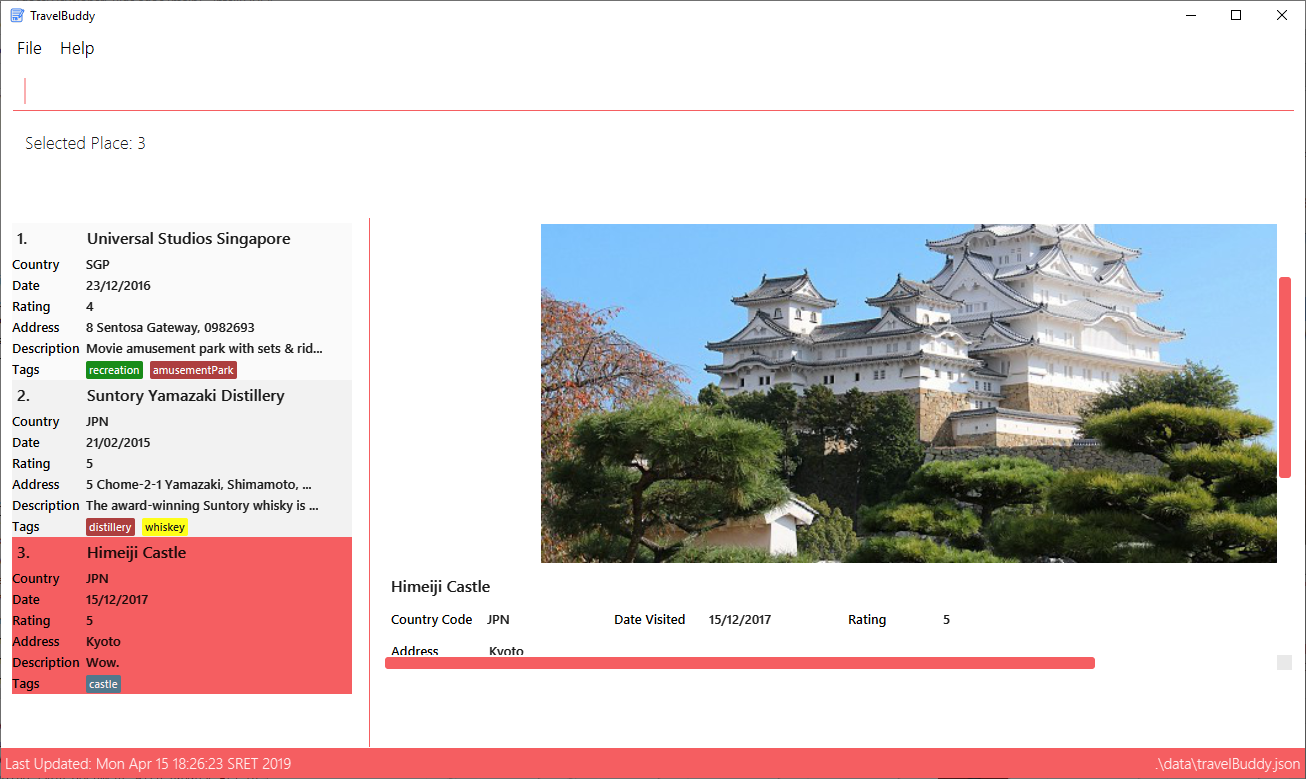 TravelBuddy
File Help
Selected Place: 3
1. Universal Studios Singapore
Country SGP
Date 23/12/2016
Rating 4
Address 8 Sentosa Gateway, 0982693
Description Movie amusement park with sets & rid...
Tags recreation amusementPark
2. Suntory Yamazaki Distillery
Country JPN
Date 21/02/2015
Rating 5
Address 5 Chome-2-1 Yamazaki, Shimamoto, ...
Description The award-winning Suntory whisky is ...
Tags distillery whiskey
3. Himeiji Castle
Country JPN
Date 15/12/2017
Rating 5
Address Kyoto
Description Wow.
Tags castle
Himeiji Castle
Country Code JPN Date Visited 15/12/2017 Rating 5
Address Kyoto
Last Updated: Mon Apr 15 18:26:23 SRET 2019 .\data\travelBuddy.json